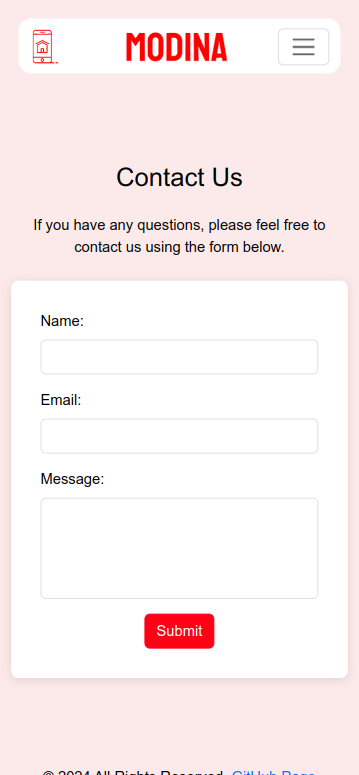 MODINA
Contact Us
If you have any questions, please feel free to
contact us using the form below.
Name:
Email:
Message:
Submit
© 2024 All Rights Reserved. GitHub Page